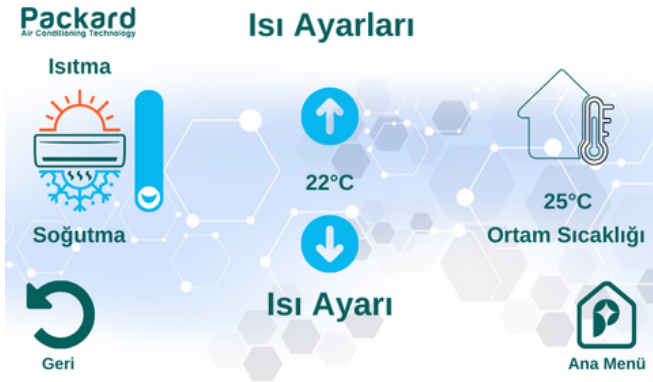 Packard
Air Conditioning Technology
Isı Ayarları
Isıtma
22°C
25°C
Soğutma
Ortam Sıcaklığı
Isı Ayarı
Geri
Ana Menü